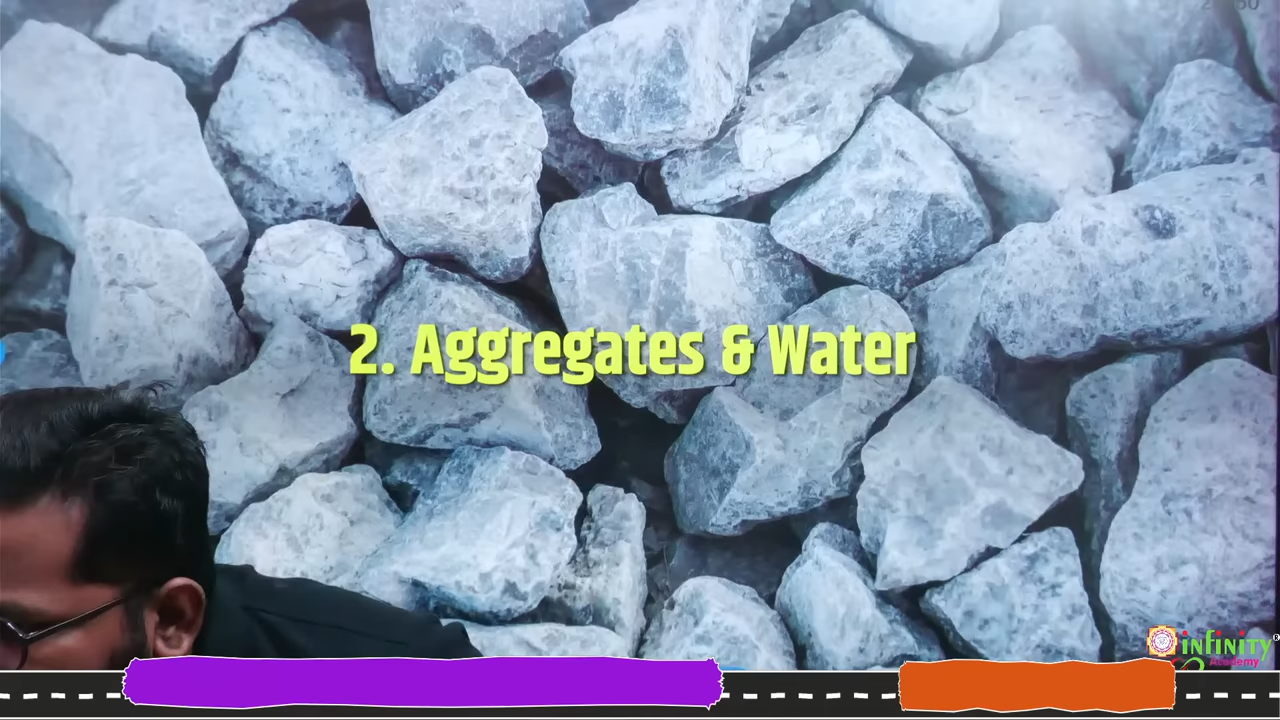 2. Aggregates & Water
infinity
Academy